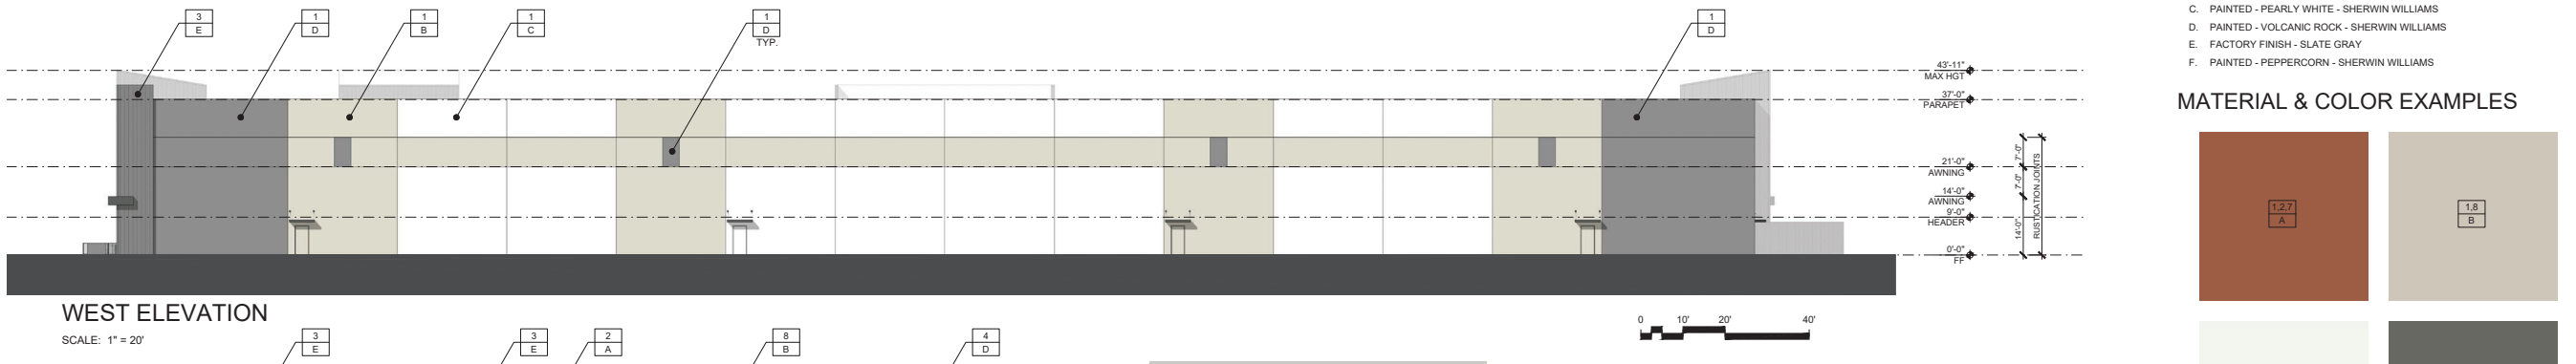 3
E
1
D
1
B
1
C
1
D
TYP.
1
D
C. PAINTED - PEARLY WHITE - SHERWIN WILLIAMS
D. PAINTED - VOLCANIC ROCK - SHERWIN WILLIAMS
E. FACTORY FINISH - SLATE GRAY
F. PAINTED - PEPPERCORN - SHERWIN WILLIAMS
43'-11"
MAX HGT
37'-0"
PARAPET
21'-0"
AWNING
14'-0"
AWNING
9'-0"
HEADER
0'-0"
FF
7'-0"
7'-0"
14'-0"
RUSTICATION JOINTS
MATERIAL & COLOR EXAMPLES
1,2,7
A
1,8
B
WEST ELEVATION
SCALE: 1" = 20'
0 10' 20' 40'
3
E
3
E
2
A
8
B
4
D